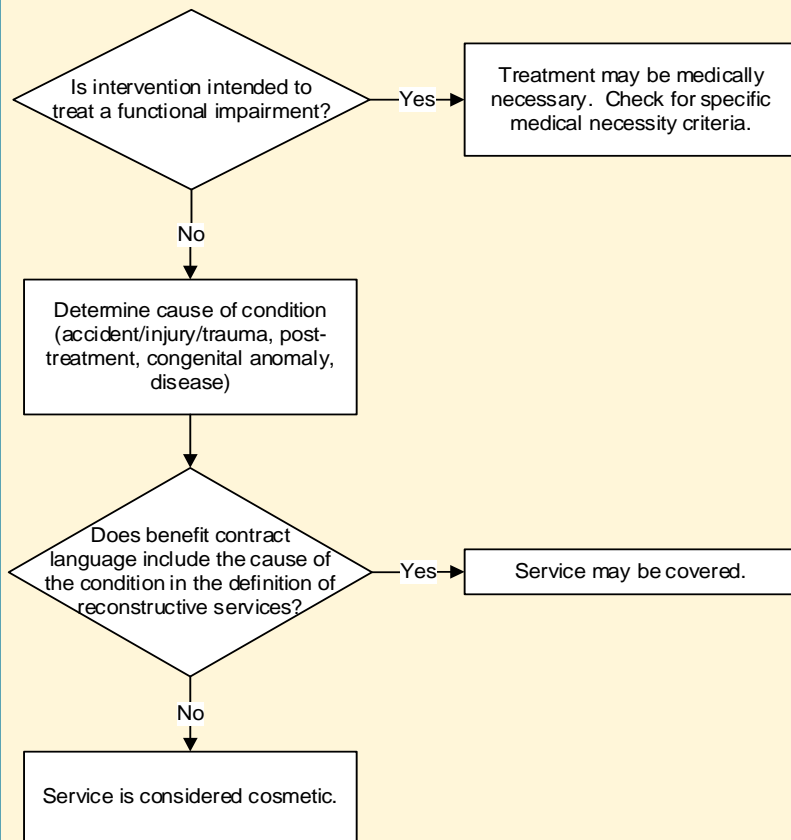 Is intervention intended to
treat a functional impairment?
Yes
Treatment may be medically
necessary.  Check for specific
medical necessity criteria.
No
Determine cause of condition
(accident/injury/trauma, post-
treatment, congenital anomaly,
disease)
Does benefit contract
language include the cause of
the condition in the definition of
reconstructive services?
Yes
Service may be covered.
No
Service is considered cosmetic.